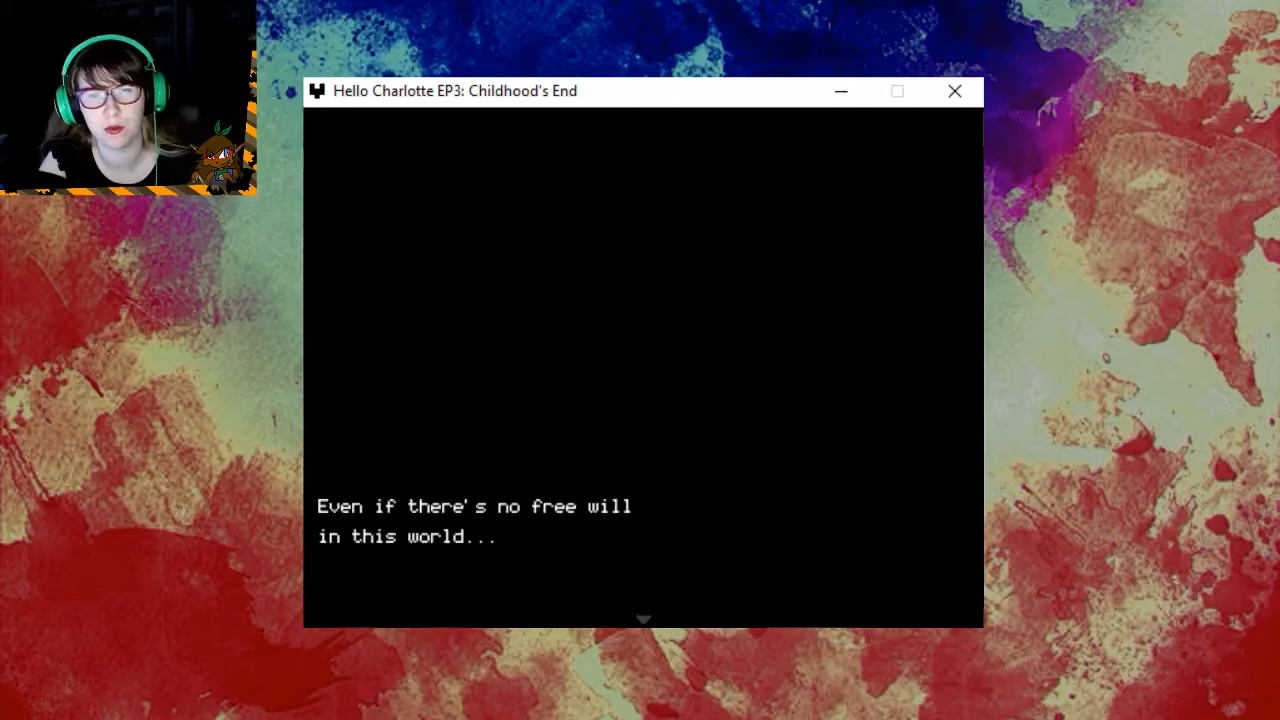 Hello Charlotte EP3: Childhood's End
Even if there's no free will
in this world...